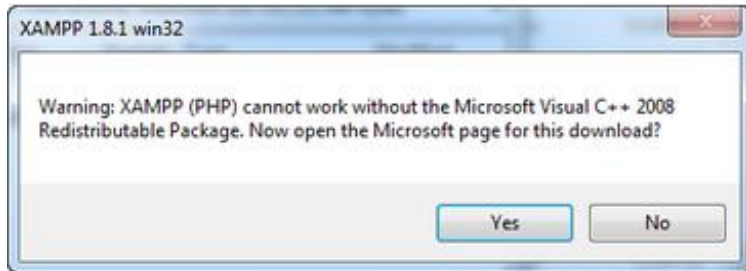 XAMPP 1.8.1 win32
Warning: XAMPP (PHP) cannot work without the Microsoft Visual C++ 2008
Redistributable Package. Now open the Microsoft page for this download?
Yes
No